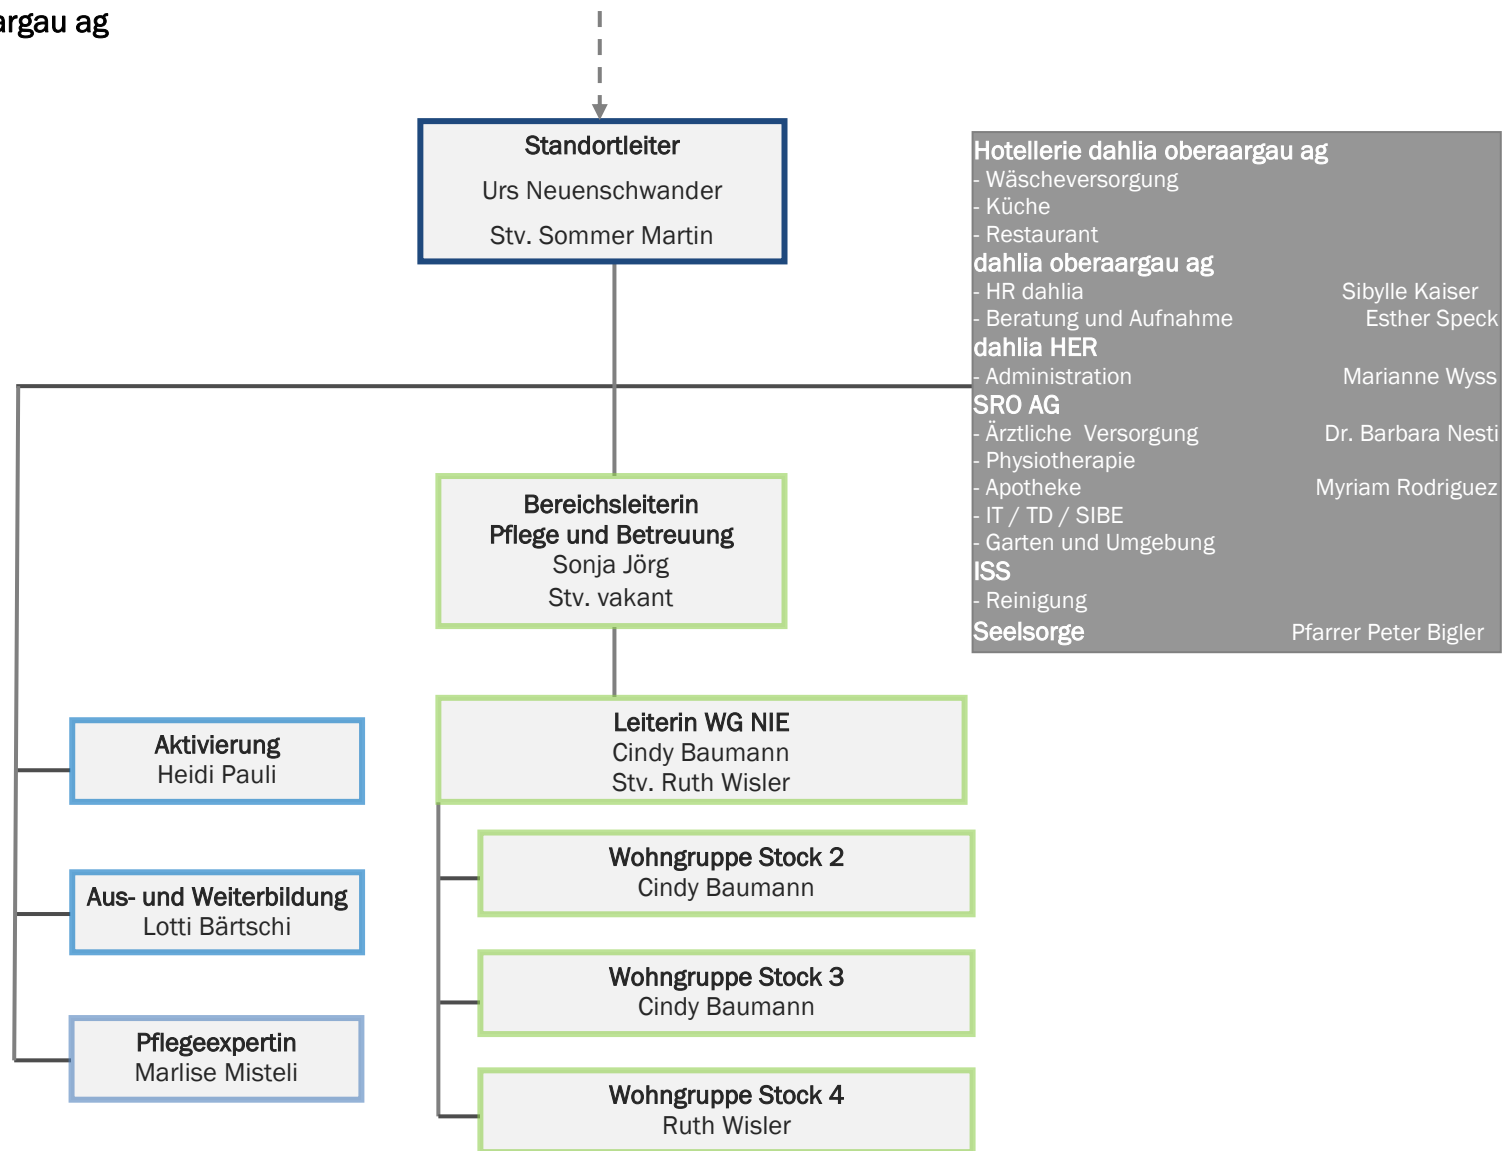 argau ag
Standortleiter
Urs Neuenschwander
Stv. Sommer Martin
Hotellerie dahlia oberaargau ag
- Wäscheversorgung
- Küche
- Restaurant
dahlia oberaargau ag
- HR dahlia Sibylle Kaiser
- Beratung und Aufnahme Esther Speck
dahlia HER
- Administration Marianne Wyss
SRO AG
- Ärztliche Versorgung Dr. Barbara Nesti
- Physiotherapie
- Apotheke Myriam Rodriguez
- IT / TD / SIBE
- Garten und Umgebung
ISS
- Reinigung
Seelsorge Pfarrer Peter Bigler
Bereichsleiterin
Pflege und Betreuung
Sonja Jörg
Stv. vakant
Leiterin WG NIE
Cindy Baumann
Stv. Ruth Wisler
Aktivierung
Heidi Pauli
Aus- und Weiterbildung
Lotti Bärtschi
Pflegeexpertin
Marlise Misteli
Wohngruppe Stock 2
Cindy Baumann
Wohngruppe Stock 3
Cindy Baumann
Wohngruppe Stock 4
Ruth Wisler